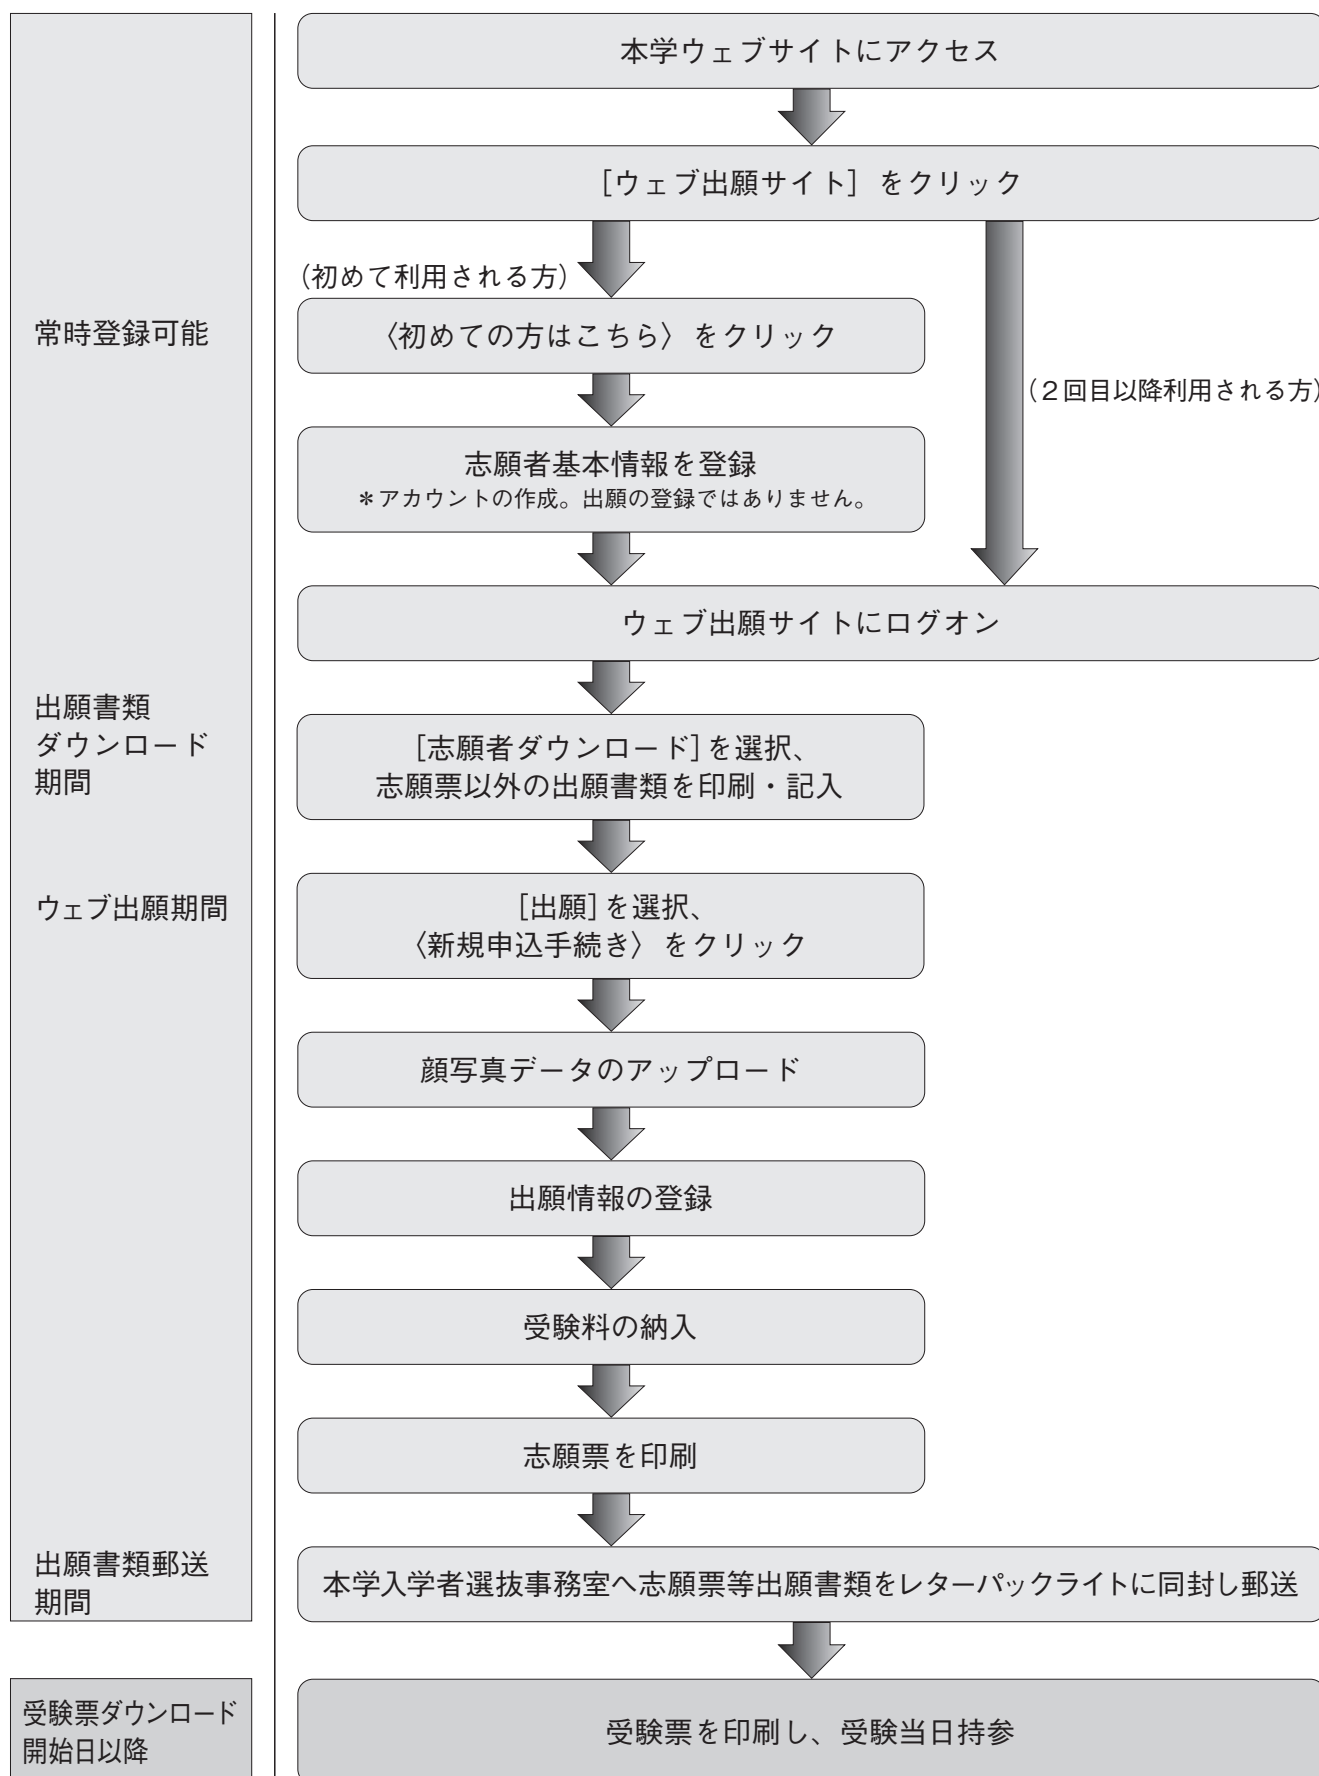 本学ウェブサイトにアクセス
［ウェブ出願サイト］をクリック
（初めて利用される方）
常時登録可能
〈初めての方はこちら〉をクリック
（２回目以降利用される方）
志願者基本情報を登録
＊アカウントの作成。出願の登録ではありません。
ウェブ出願サイトにログオン
出願書類
ダウンロード
期間
［志願者ダウンロード］を選択、
志願票以外の出願書類を印刷・記入
ウェブ出願期間
［出願］を選択、
〈新規申込手続き〉をクリック
顔写真データのアップロード
出願情報の登録
受験料の納入
志願票を印刷
出願書類郵送
期間
本学入学者選抜事務室へ志願票等出願書類をレターパックライトに同封し郵送
受験票ダウンロード
開始日以降
受験票を印刷し、受験当日持参